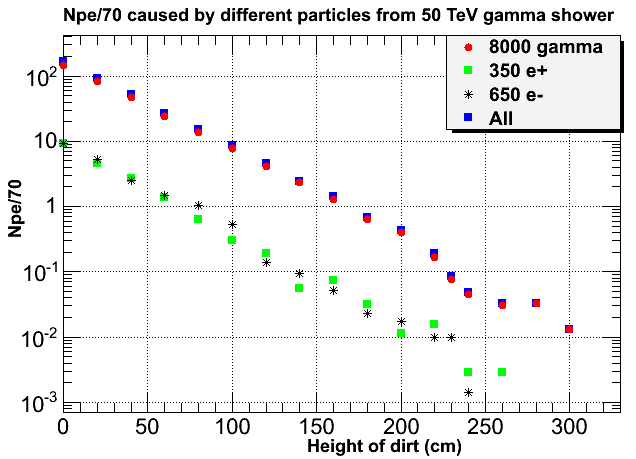 Npe/70 caused by different particles from 50 TeV gamma shower
8000 gamma
350 e+
650 e-
All
Npe/70
10²
10
1
10⁻¹
10⁻²
10⁻³
0 50 100 150 200 250 300
Height of dirt (cm)